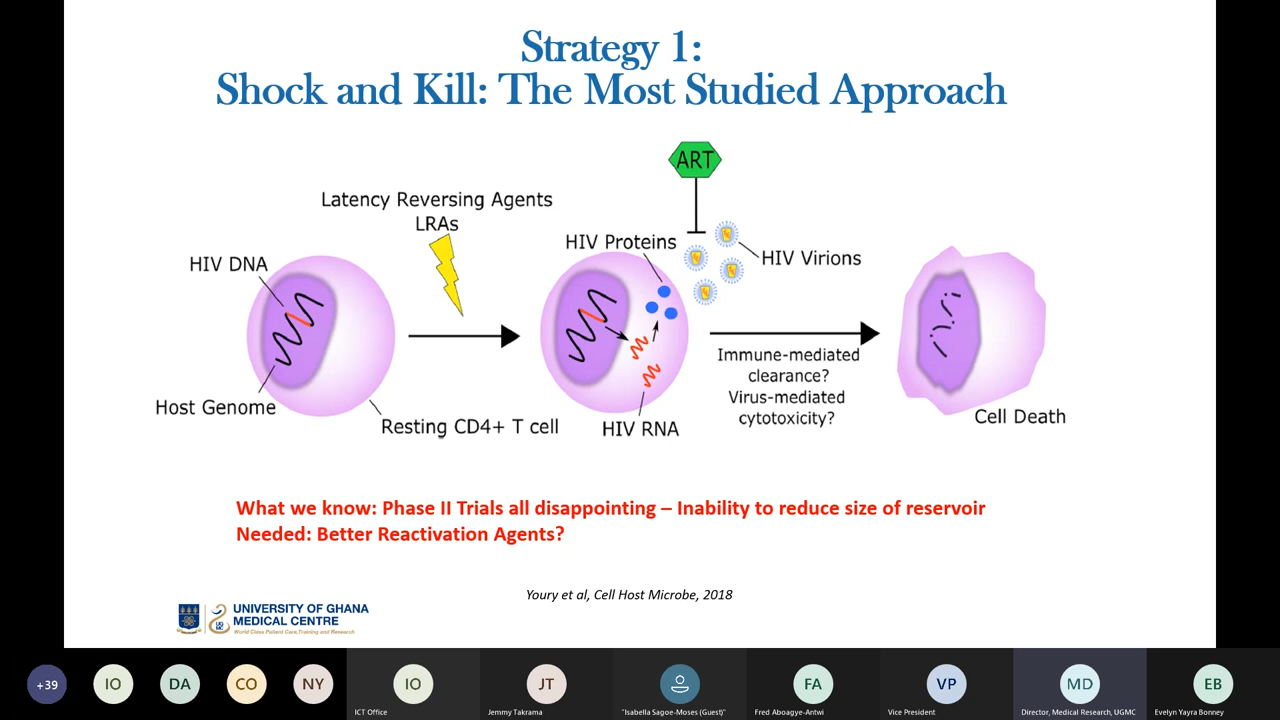 Strategy 1:
Shock and Kill: The Most Studied Approach
ART
Latency Reversing Agents
LRAs
HIV DNA
HIV Proteins
HIV Virions
Immune-mediated
clearance?
Virus-mediated
cytotoxicity?
Host Genome
Resting CD4+ T cell
HIV RNA
Cell Death
What we know: Phase II Trials all disappointing – Inability to reduce size of reservoir
Needed: Better Reactivation Agents?
Youry et al, Cell Host Microbe, 2018
UNIVERSITY OF GHANA
MEDICAL CENTRE
World Class Patient Care, Training and Research
+39
IO
DA
CO
NY
IO
JT
FA
VP
MD
EB
ICT Office
Jemmy Takrama
"Isabella Sagoe-Moses (Guest)"
Fred Aboagye-Antwi
Vice President
Director, Medical Research, UGMC
Evelyn Yayra Bonney